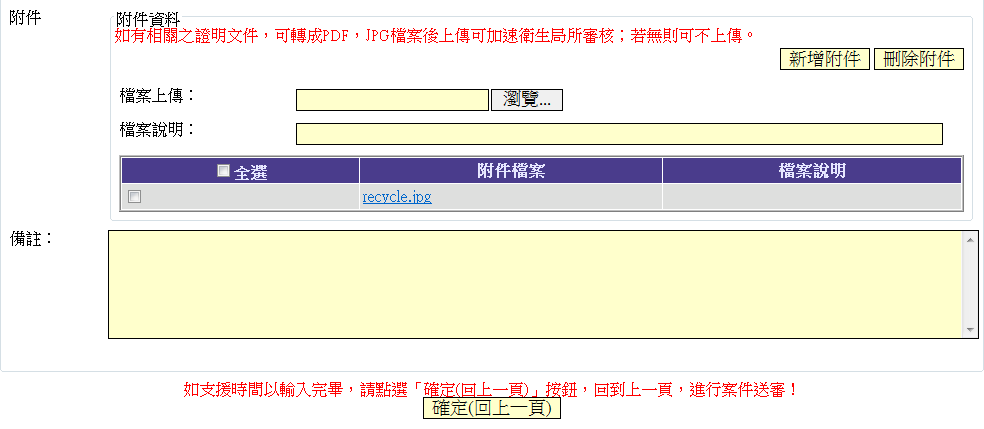 附件
附件資料
如有相關之證明文件，可轉成PDF，JPG檔案後上傳可加速衛生局所審核；若無則可不上傳。
新增附件 刪除附件
檔案上傳：
瀏覽...
檔案說明：
全選 附件檔案 檔案說明
recycle.jpg
備註：
如支援時間以輸入完畢，請點選「確定(回上一頁)」按鈕，回到上一頁，進行案件送審！
確定(回上一頁)